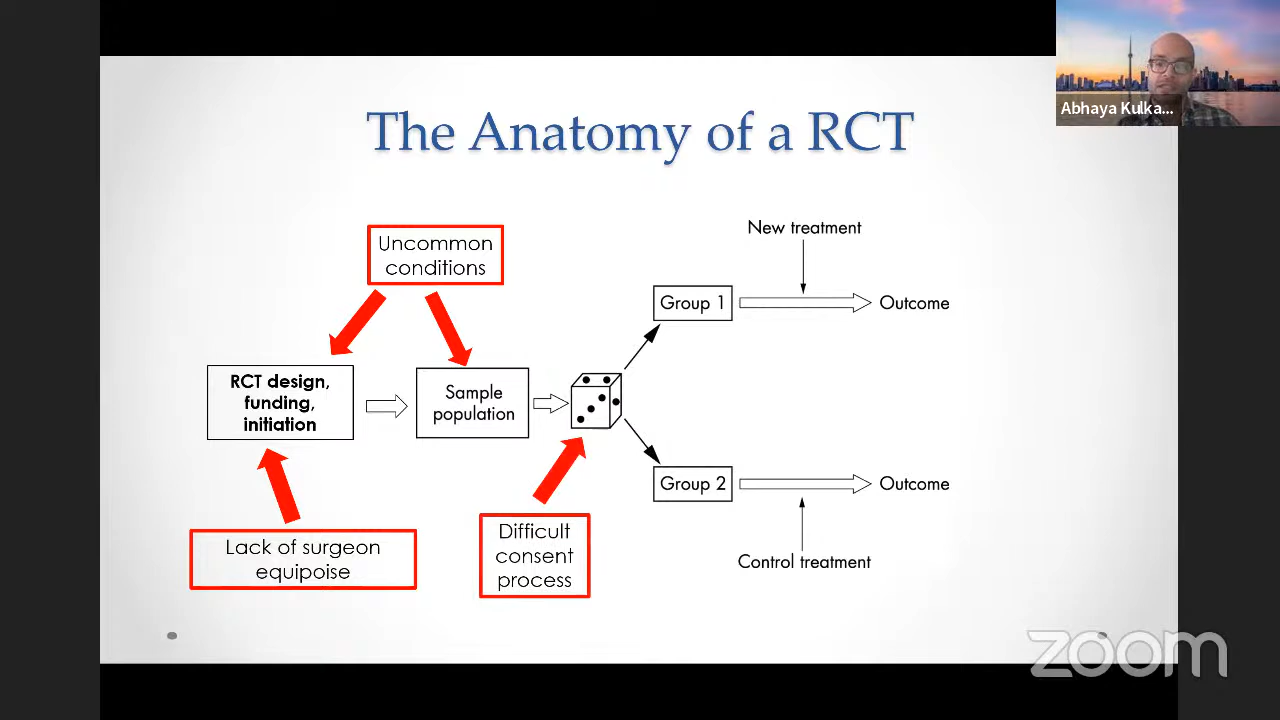 Abhaya Kulka...
The Anatomy of a RCT
Uncommon
conditions
New treatment
Group 1
Outcome
RCT design,
funding,
initiation
Sample
population
Group 2
Outcome
Lack of surgeon
equipoise
Difficult
consent
process
Control treatment
zoom